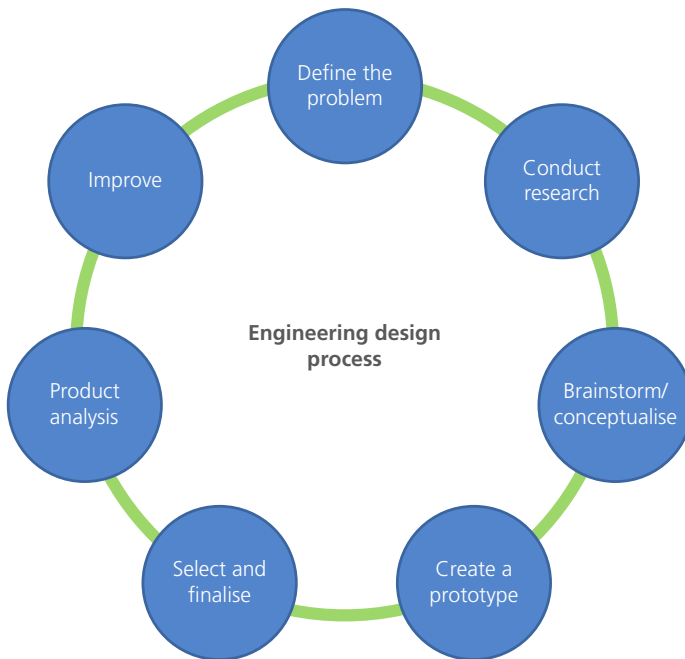 Define the
problem
Conduct
research
Brainstorm/
conceptualise
Create a
prototype
Select and
finalise
Product
analysis
Improve
Engineering design
process